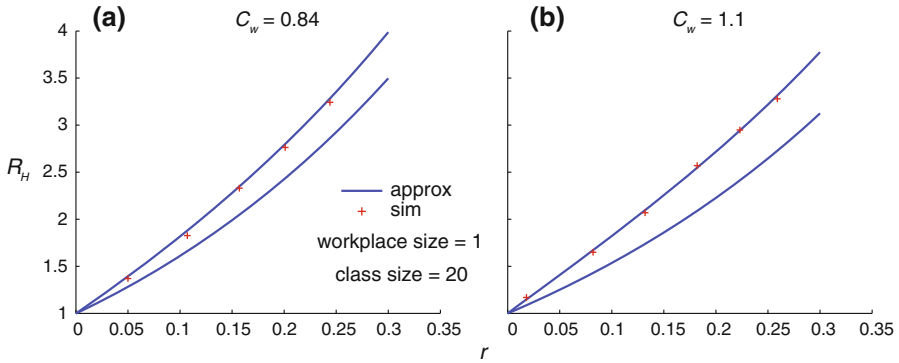 (a) C_w = 0.84
(b) C_w = 1.1
4
3.5
3
2.5
2
1.5
1
R_H
approx
sim
workplace size = 1
class size = 20
0 0.05 0.1 0.15 0.2 0.25 0.3 0.35
0 0.05 0.1 0.15 0.2 0.25 0.3 0.35
r